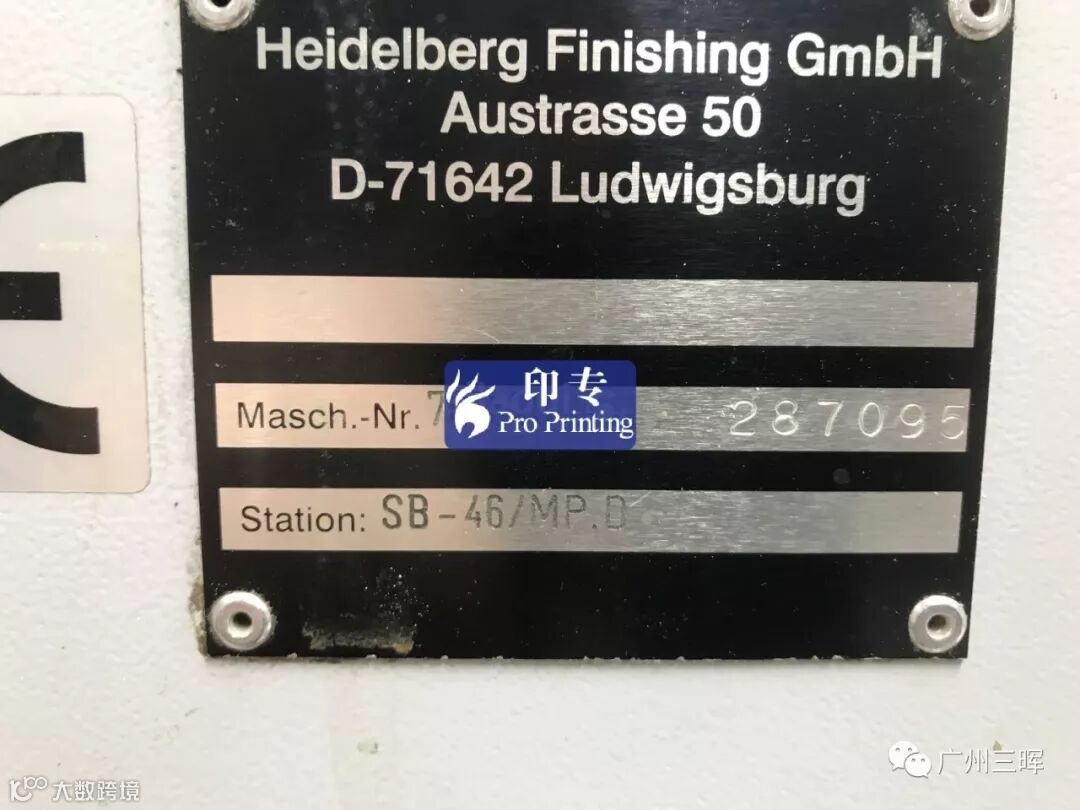 Heidelberg Finishing GmbH
Austrasse 50
D-71642 Ludwigsburg
CE
印专
Pro Printing
Masch.-Nr. 287095
Station: SB-46/MP.D
广州三晖
大数跨境